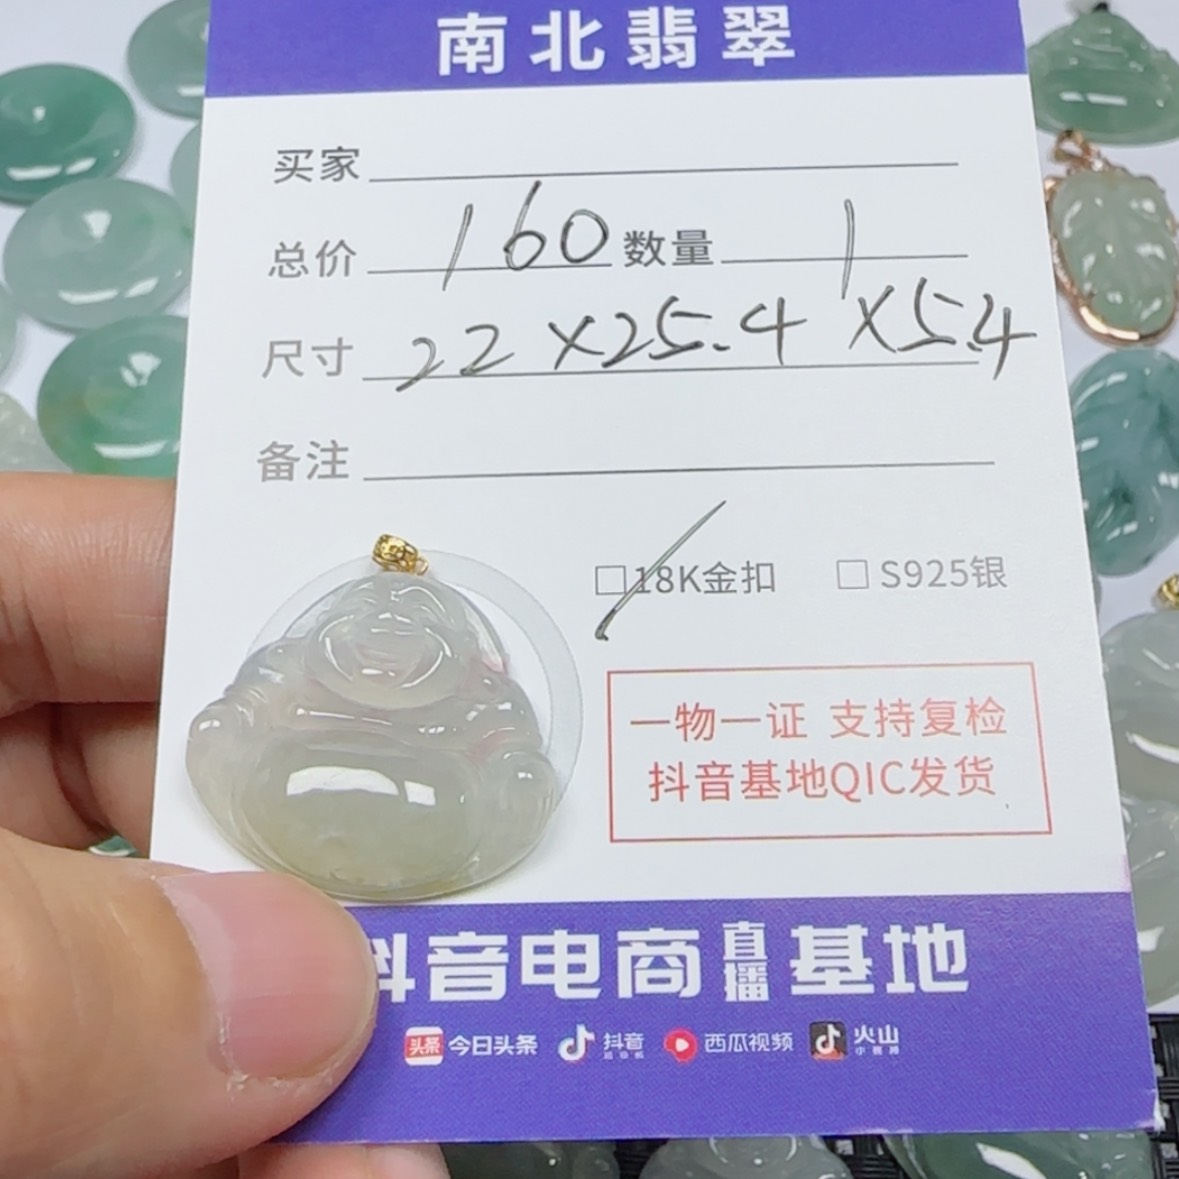 南北翡翠
买家
总价 160 数量 1
尺寸 22×25.4×5.4
备注
□18K金扣 □S925银
一物一证 支持复检
抖音基地QIC发货
抖音电商直播基地
头条 今日头条 抖音 西瓜视频 火山